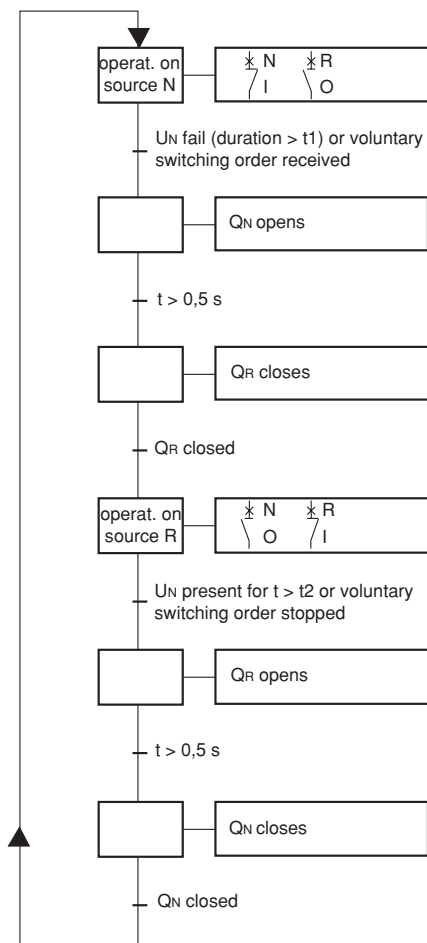 operat. on
source N
N R
I O
UN fail (duration > t1) or voluntary
switching order received
QN opens
t > 0,5 s
QR closes
QR closed
operat. on
source R
N R
O I
UN present for t > t2 or voluntary
switching order stopped
QR opens
t > 0,5 s
QN closes
QN closed